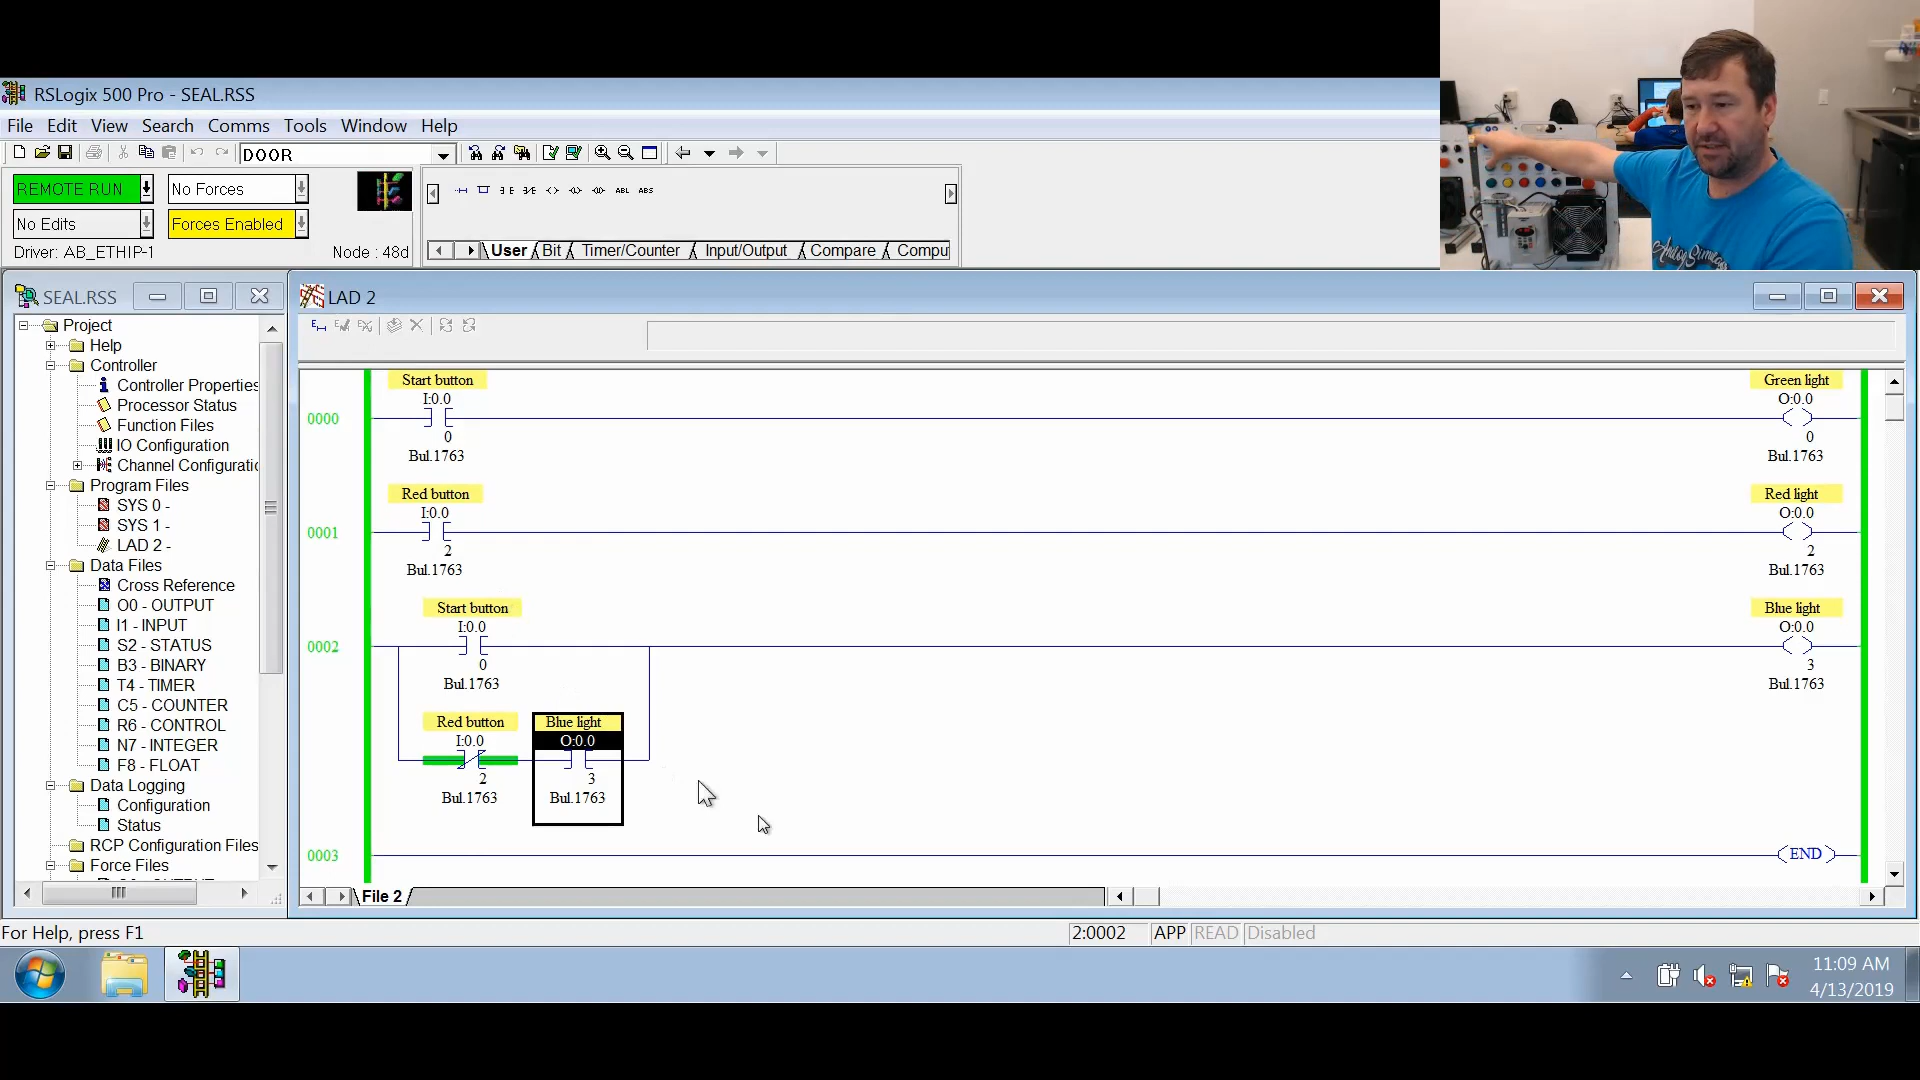 RSLogix 500 Pro - SEAL.RSS
File Edit View Search Comms Tools Window Help
DOOR
REMOTE RUN No Forces
No Edits Forces Enabled
Driver: AB_ETHIP-1 Node : 48d
ABL ABS
User Bit Timer/Counter Input/Output Compare Compu
SEAL.RSS
Project
Help
Controller
Controller Properties
Processor Status
Function Files
IO Configuration
Channel Configuratio
Program Files
SYS 0 -
SYS 1 -
LAD 2 -
Data Files
Cross Reference
O0 - OUTPUT
I1 - INPUT
S2 - STATUS
B3 - BINARY
T4 - TIMER
C5 - COUNTER
R6 - CONTROL
N7 - INTEGER
F8 - FLOAT
Data Logging
Configuration
Status
RCP Configuration Files
Force Files
LAD 2
Start button Green light
I:0.0 O:0.0
0000
0 0
Bul.1763 Bul.1763
Red button Red light
I:0.0 O:0.0
0001
2 2
Bul.1763 Bul.1763
Start button Blue light
I:0.0 O:0.0
0002
0 3
Bul.1763 Bul.1763
Red button Blue light
I:0.0 O:0.0
2 3
Bul.1763 Bul.1763
0003 END
File 2
For Help, press F1 2:0002 APP READ Disabled
11:09 AM
4/13/2019